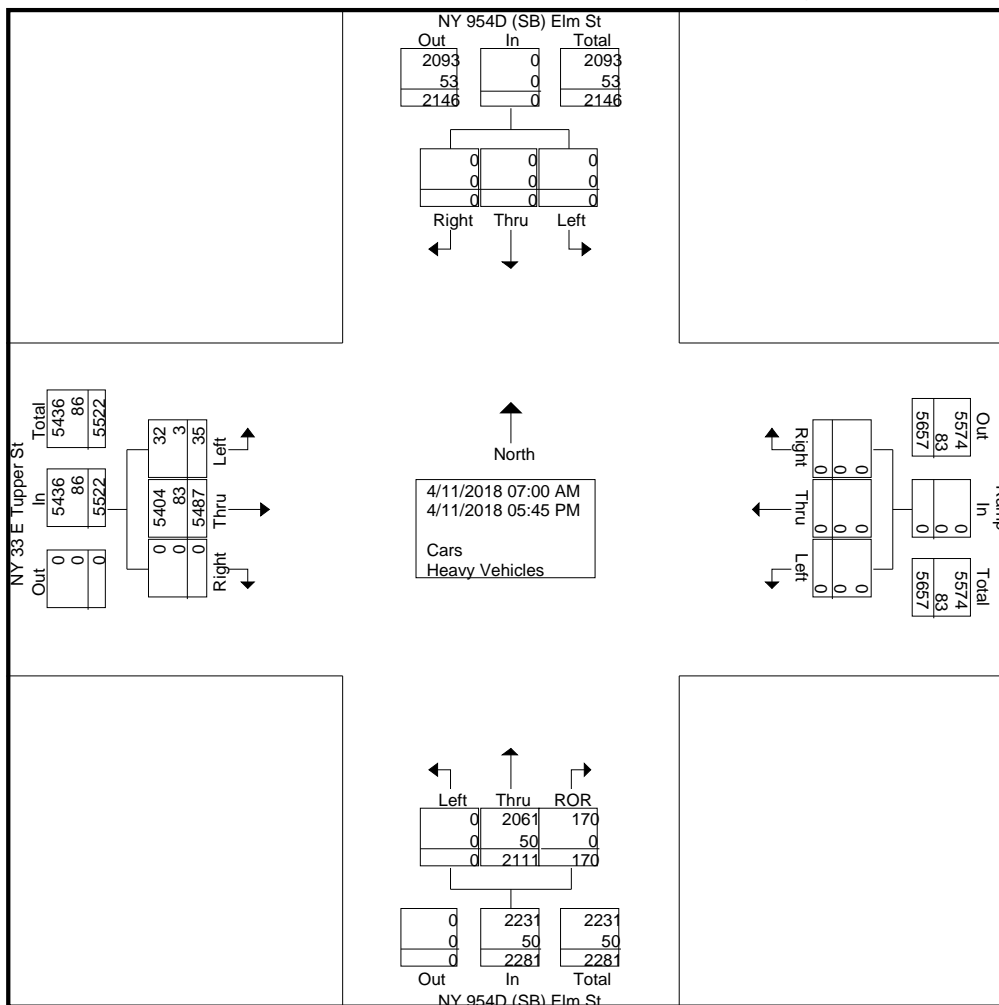 NY 954D (SB) Elm St
Out In Total
2093 0 2093
53 0 53
2146 0 2146
0 0 0
0 0 0
0 0 0
Right Thru Left
NY 33 E Tupper St
Total In Out
5436 5436 0
86 86 0
5522 5522 0
32 5404 0
3 83 0
35 5487 0
Left Thru Right
North
4/11/2018 07:00 AM
4/11/2018 05:45 PM
Cars
Heavy Vehicles
Right Thru Left
0 0 0
0 0 0
0 0 0
Ramp
Out In Total
5574 0 5574
83 0 83
5657 0 5657
Left Thru ROR
0 2061 170
0 50 0
0 2111 170
0 2231 2231
0 50 50
0 2281 2281
Out In Total
NY 954D (SB) Elm St